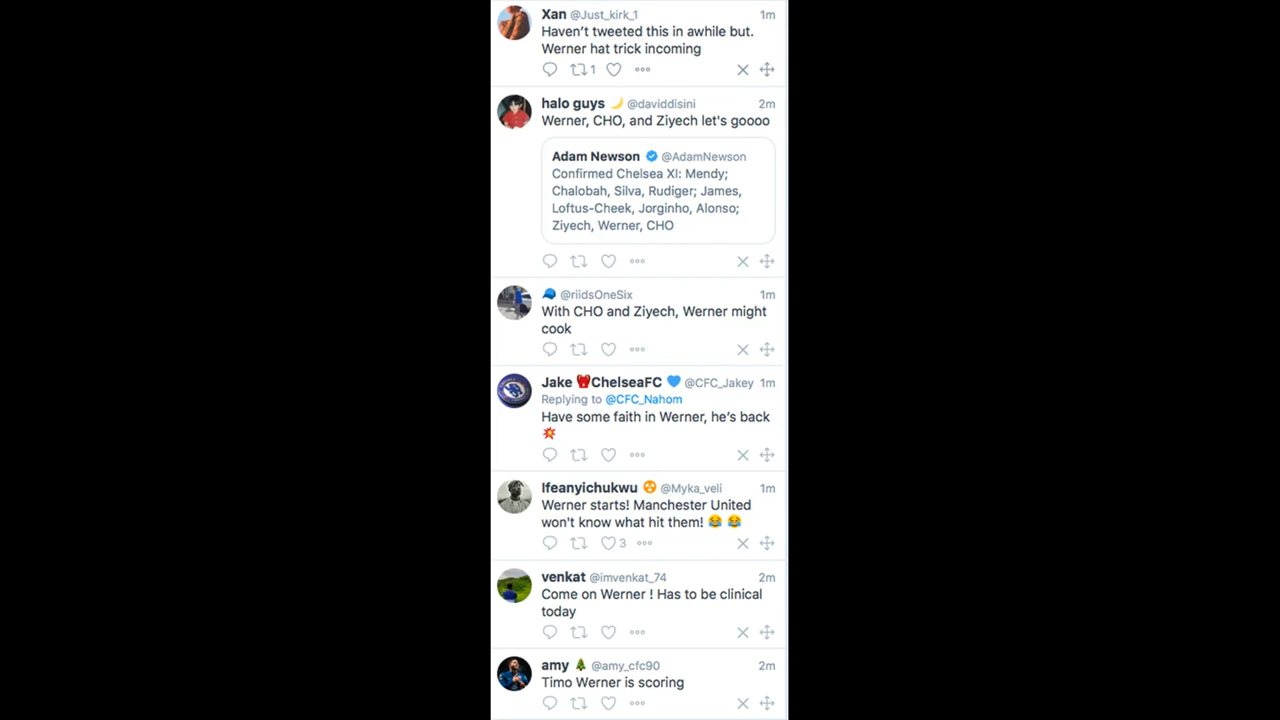 Xan @Just_kirk_1 1m
Haven't tweeted this in awhile but.
Werner hat trick incoming
1
halo guys 🌙 @daviddisini 2m
Werner, CHO, and Ziyech let's goooo
Adam Newson @AdamNewson
Confirmed Chelsea XI: Mendy;
Chalobah, Silva, Rudiger; James,
Loftus-Cheek, Jorginho, Alonso;
Ziyech, Werner, CHO
🧢 @riidsOneSix 1m
With CHO and Ziyech, Werner might
cook
Jake ChelseaFC 💙 @CFC_Jakey 1m
Replying to @CFC_Nahom
Have some faith in Werner, he's back
💥
Ifeanyichukwu ☢ @Myka_veli 1m
Werner starts! Manchester United
won't know what hit them! 😂 😂
3
venkat @imvenkat_74 2m
Come on Werner ! Has to be clinical
today
amy 🌲 @amy_cfc90 2m
Timo Werner is scoring